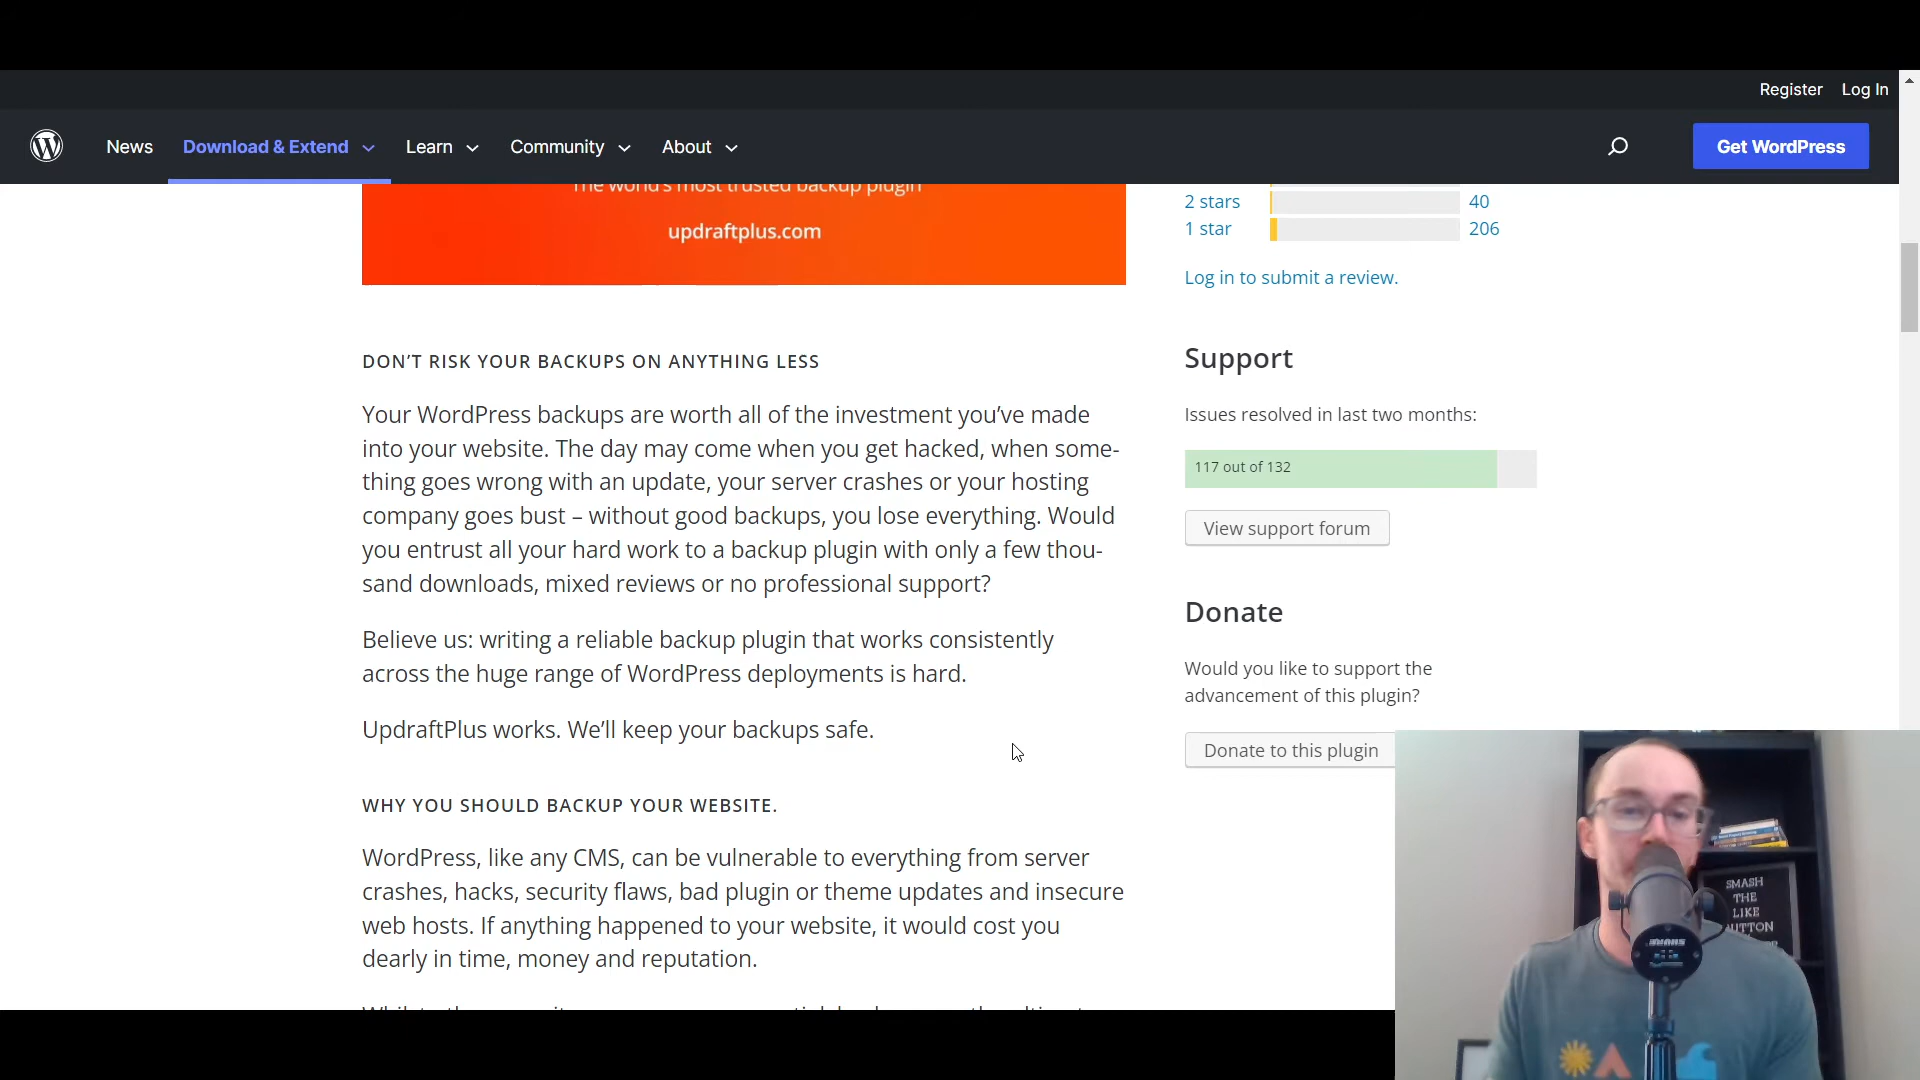 Register Log In
News Download & Extend Learn Community About Get WordPress
The world's most trusted backup plugin
updraftplus.com
2 stars 40
1 star 206
Log in to submit a review.
DON’T RISK YOUR BACKUPS ON ANYTHING LESS
Your WordPress backups are worth all of the investment you’ve made
into your website. The day may come when you get hacked, when some-
thing goes wrong with an update, your server crashes or your hosting
company goes bust – without good backups, you lose everything. Would
you entrust all your hard work to a backup plugin with only a few thou-
sand downloads, mixed reviews or no professional support?
Believe us: writing a reliable backup plugin that works consistently
across the huge range of WordPress deployments is hard.
UpdraftPlus works. We’ll keep your backups safe.
WHY YOU SHOULD BACKUP YOUR WEBSITE.
WordPress, like any CMS, can be vulnerable to everything from server
crashes, hacks, security flaws, bad plugin or theme updates and insecure
web hosts. If anything happened to your website, it would cost you
dearly in time, money and reputation.
Support
Issues resolved in last two months:
117 out of 132
View support forum
Donate
Would you like to support the
advancement of this plugin?
Donate to this plugin
SMASH
THE
LIKE
BUTTON